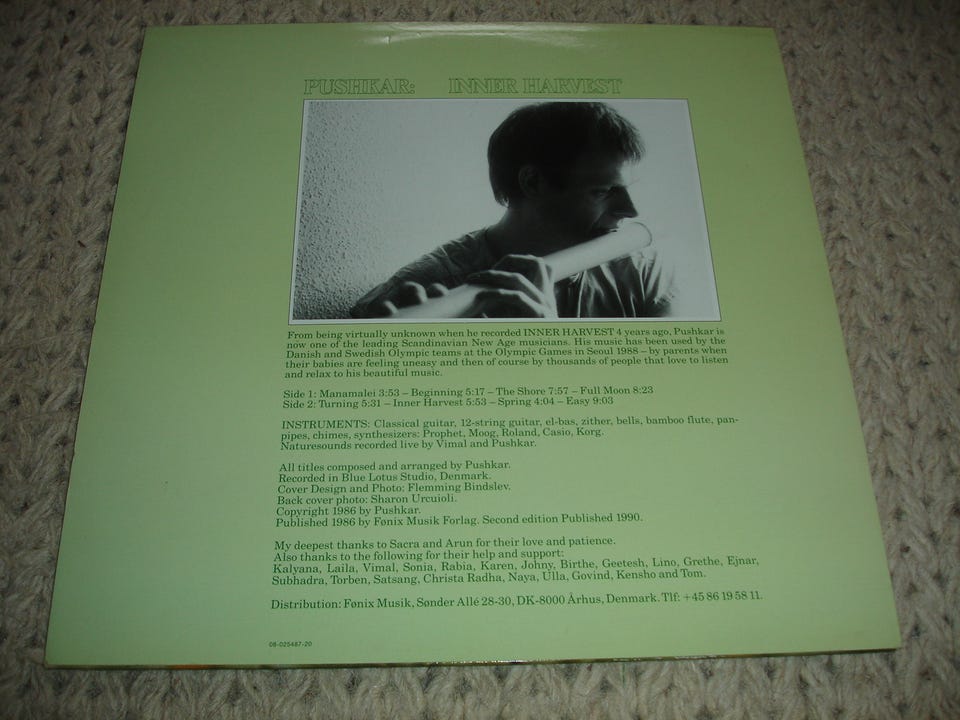 PUSHKAR: INNER HARVEST
From being virtually unknown when he recorded INNER HARVEST 4 years ago, Pushkar is
now one of the leading Scandinavian New Age musicians. His music has been used by the
Danish and Swedish Olympic teams at the Olympic Games in Seoul 1988 – by parents when
their babies are feeling uneasy and then of course by thousands of people that love to listen
and relax to his beautiful music.
Side 1: Manamalei 3:53 – Beginning 5:17 – The Shore 7:57 – Full Moon 8:23
Side 2: Turning 5:31 – Inner Harvest 5:53 – Spring 4:04 – Easy 9:03
INSTRUMENTS: Classical guitar, 12-string guitar, el-bas, zither, bells, bamboo flute, pan-
pipes, chimes, synthesizers: Prophet, Moog, Roland, Casio, Korg.
Naturesounds recorded live by Vimal and Pushkar.
All titles composed and arranged by Pushkar.
Recorded in Blue Lotus Studio, Denmark.
Cover Design and Photo: Flemming Bindslev.
Back cover photo: Sharon Urcuioli.
Copyright 1986 by Pushkar.
Published 1986 by Fønix Musik Forlag. Second edition Published 1990.
My deepest thanks to Sacra and Arun for their love and patience.
Also thanks to the following for their help and support:
Kalyana, Laila, Vimal, Sonia, Rabia, Karen, Johny, Birthe, Geetesh, Lino, Grethe, Ejnar,
Subhadra, Torben, Satsang, Christa Radha, Naya, Ulla, Govind, Kensho and Tom.
Distribution: Fønix Musik, Sønder Allé 28-30, DK-8000 Århus, Denmark. Tlf: +45 86 19 58 11.
08-025487-20